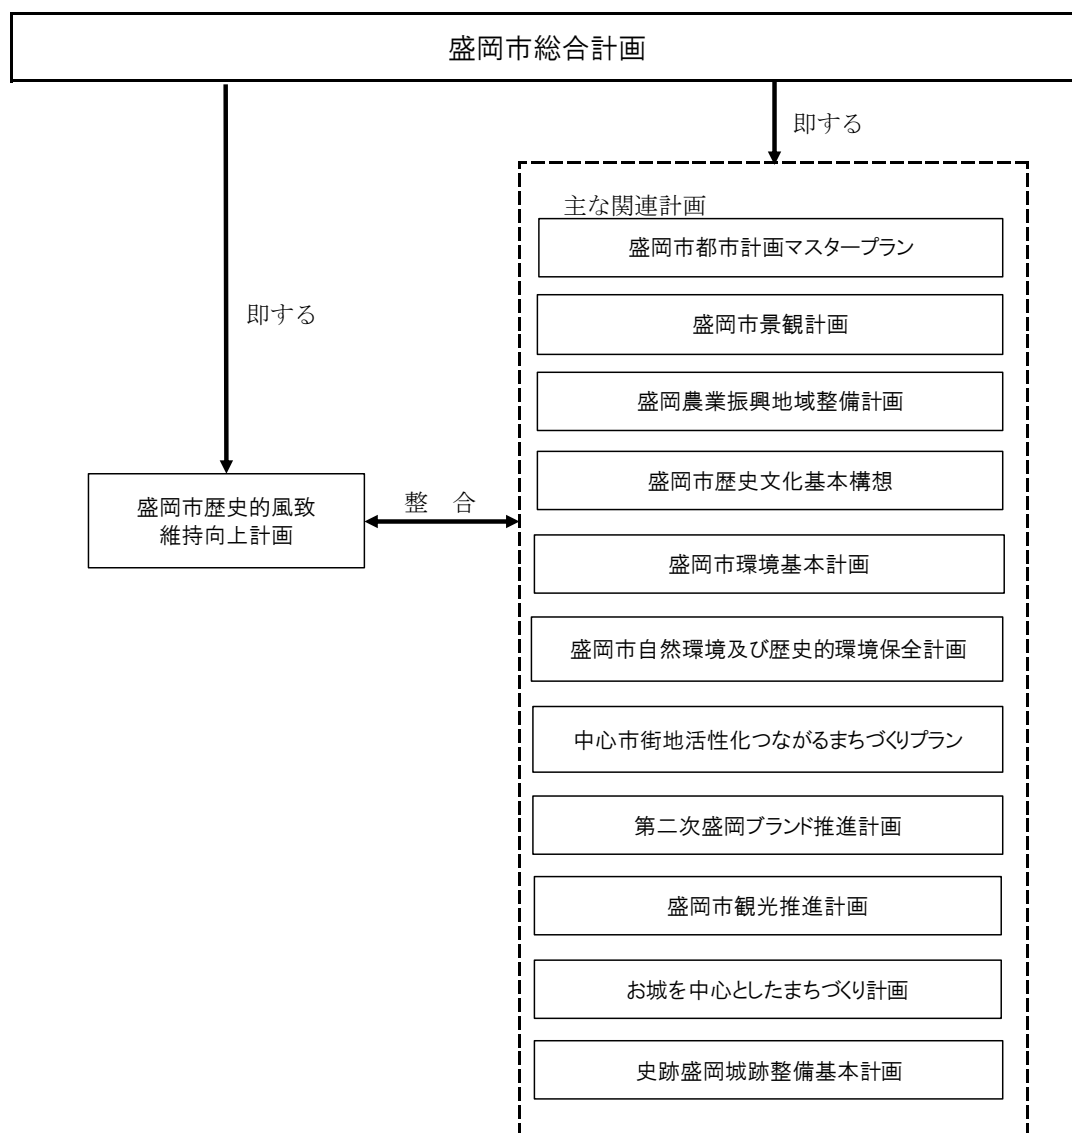 盛岡市総合計画
即する
即する
主な関連計画
盛岡市都市計画マスタープラン
盛岡市景観計画
盛岡農業振興地域整備計画
盛岡市歴史文化基本構想
盛岡市歴史的風致
維持向上計画
整　合
盛岡市環境基本計画
盛岡市自然環境及び歴史的環境保全計画
中心市街地活性化つながるまちづくりプラン
第二次盛岡ブランド推進計画
盛岡市観光推進計画
お城を中心としたまちづくり計画
史跡盛岡城跡整備基本計画